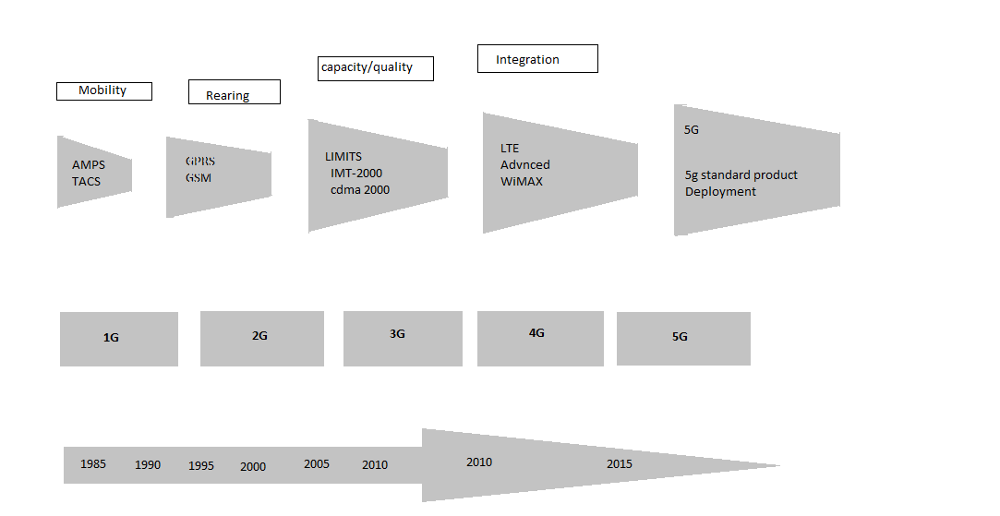 Mobility
Rearing
capacity/quality
Integration
AMPS
TACS
GPRS
GSM
LIMITS
IMT-2000
cdma 2000
LTE
Advnced
WiMAX
5G
5g standard product
Deployment
1G
2G
3G
4G
5G
1985 1990 1995 2000 2005 2010 2010 2015